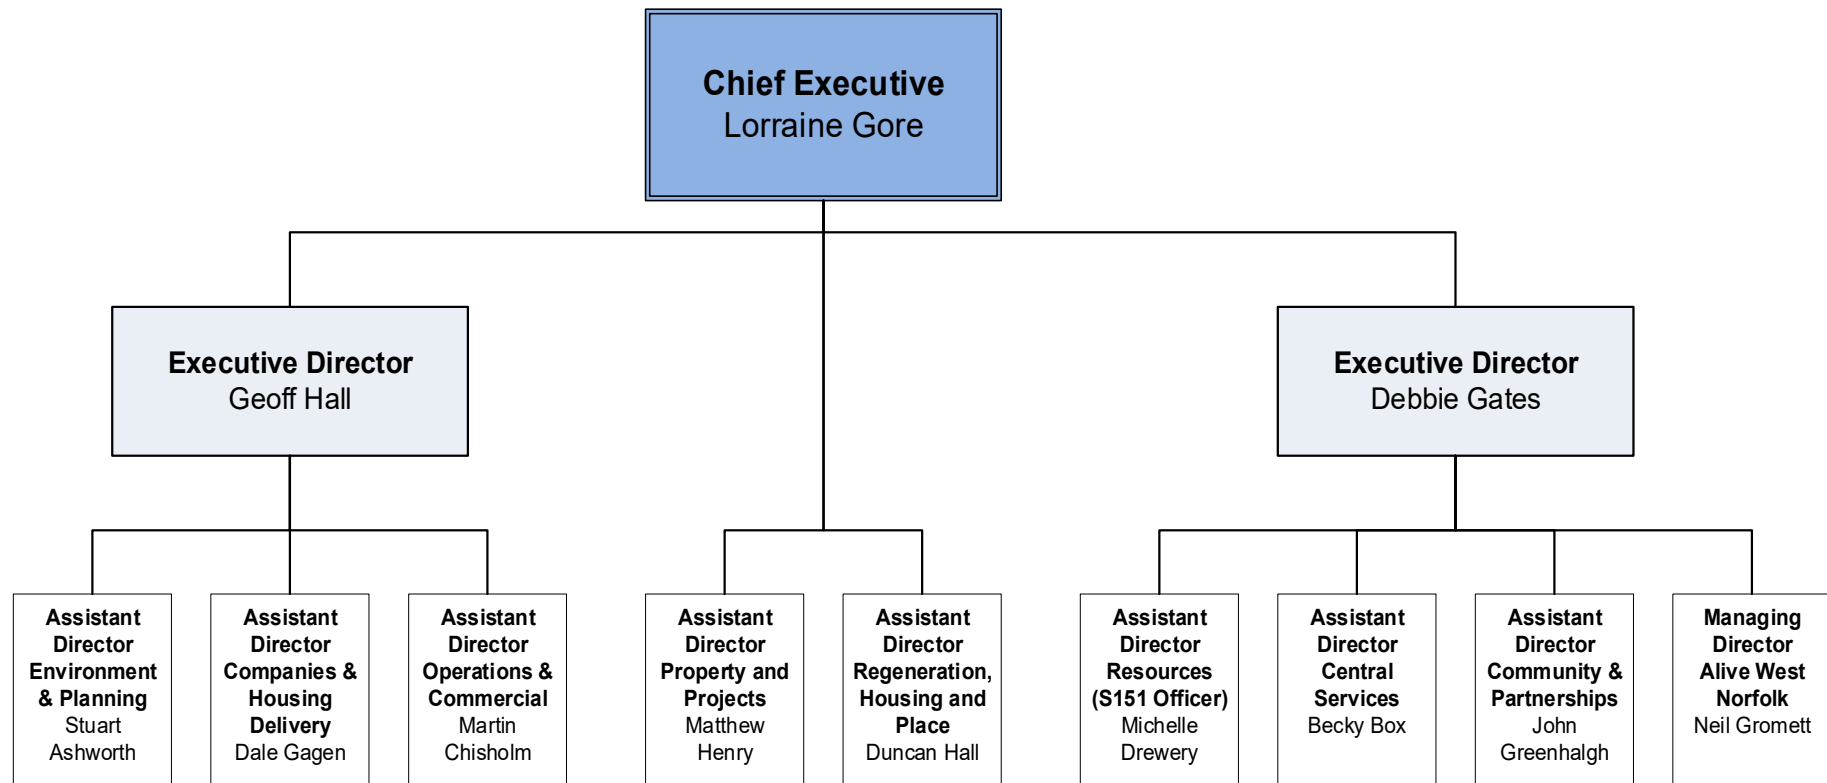 Chief Executive
Lorraine Gore
Executive Director
Geoff Hall
Executive Director
Debbie Gates
Assistant
Director
Environment
& Planning
Stuart
Ashworth
Assistant
Director
Companies &
Housing
Delivery
Dale Gagen
Assistant
Director
Operations &
Commercial
Martin
Chisholm
Assistant
Director
Property and
Projects
Matthew
Henry
Assistant
Director
Regeneration,
Housing and
Place
Duncan Hall
Assistant
Director
Resources
(S151 Officer)
Michelle
Drewery
Assistant
Director
Central
Services
Becky Box
Assistant
Director
Community &
Partnerships
John
Greenhalgh
Managing
Director
Alive West
Norfolk
Neil Gromett